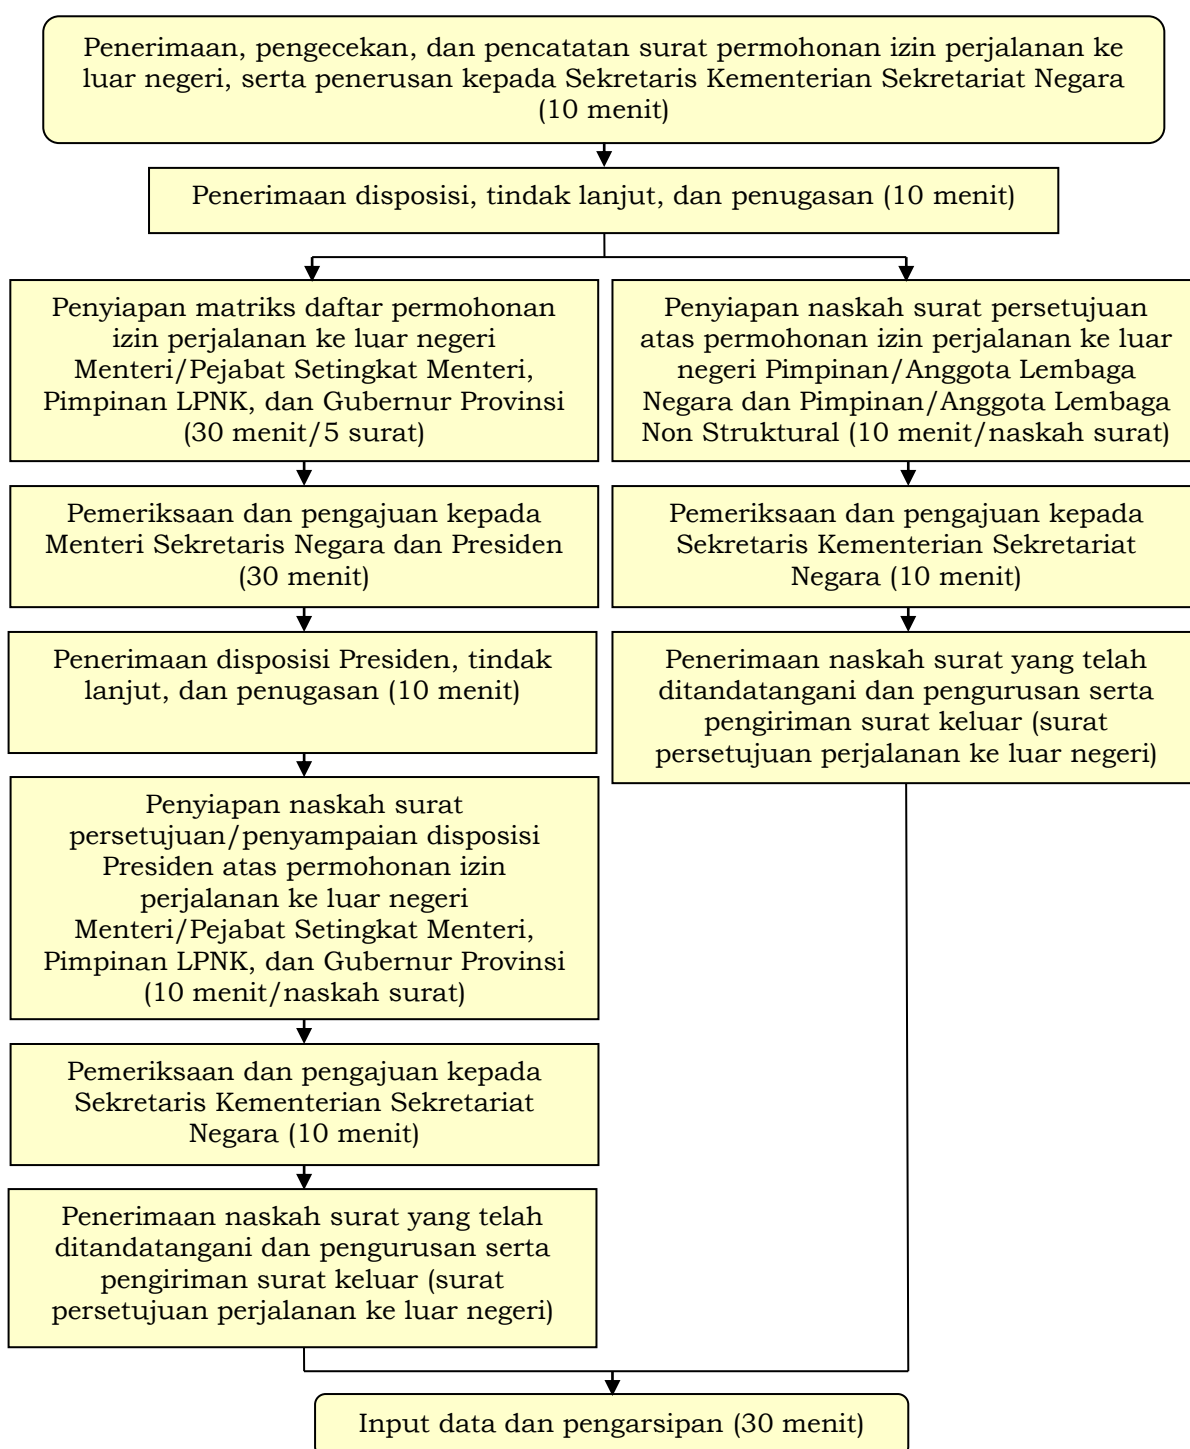 Penerimaan, pengecekan, dan pencatatan surat permohonan izin perjalanan ke
luar negeri, serta penerusan kepada Sekretaris Kementerian Sekretariat Negara
(10 menit)
Penerimaan disposisi, tindak lanjut, dan penugasan (10 menit)
Penyiapan matriks daftar permohonan
izin perjalanan ke luar negeri
Menteri/Pejabat Setingkat Menteri,
Pimpinan LPNK, dan Gubernur Provinsi
(30 menit/5 surat)
Pemeriksaan dan pengajuan kepada
Menteri Sekretaris Negara dan Presiden
(30 menit)
Penerimaan disposisi Presiden, tindak
lanjut, dan penugasan (10 menit)
Penyiapan naskah surat
persetujuan/penyampaian disposisi
Presiden atas permohonan izin
perjalanan ke luar negeri
Menteri/Pejabat Setingkat Menteri,
Pimpinan LPNK, dan Gubernur Provinsi
(10 menit/naskah surat)
Pemeriksaan dan pengajuan kepada
Sekretaris Kementerian Sekretariat
Negara (10 menit)
Penerimaan naskah surat yang telah
ditandatangani dan pengurusan serta
pengiriman surat keluar (surat
persetujuan perjalanan ke luar negeri)
Penyiapan naskah surat persetujuan
atas permohonan izin perjalanan ke luar
negeri Pimpinan/Anggota Lembaga
Negara dan Pimpinan/Anggota Lembaga
Non Struktural (10 menit/naskah surat)
Pemeriksaan dan pengajuan kepada
Sekretaris Kementerian Sekretariat
Negara (10 menit)
Penerimaan naskah surat yang telah
ditandatangani dan pengurusan serta
pengiriman surat keluar (surat
persetujuan perjalanan ke luar negeri)
Input data dan pengarsipan (30 menit)